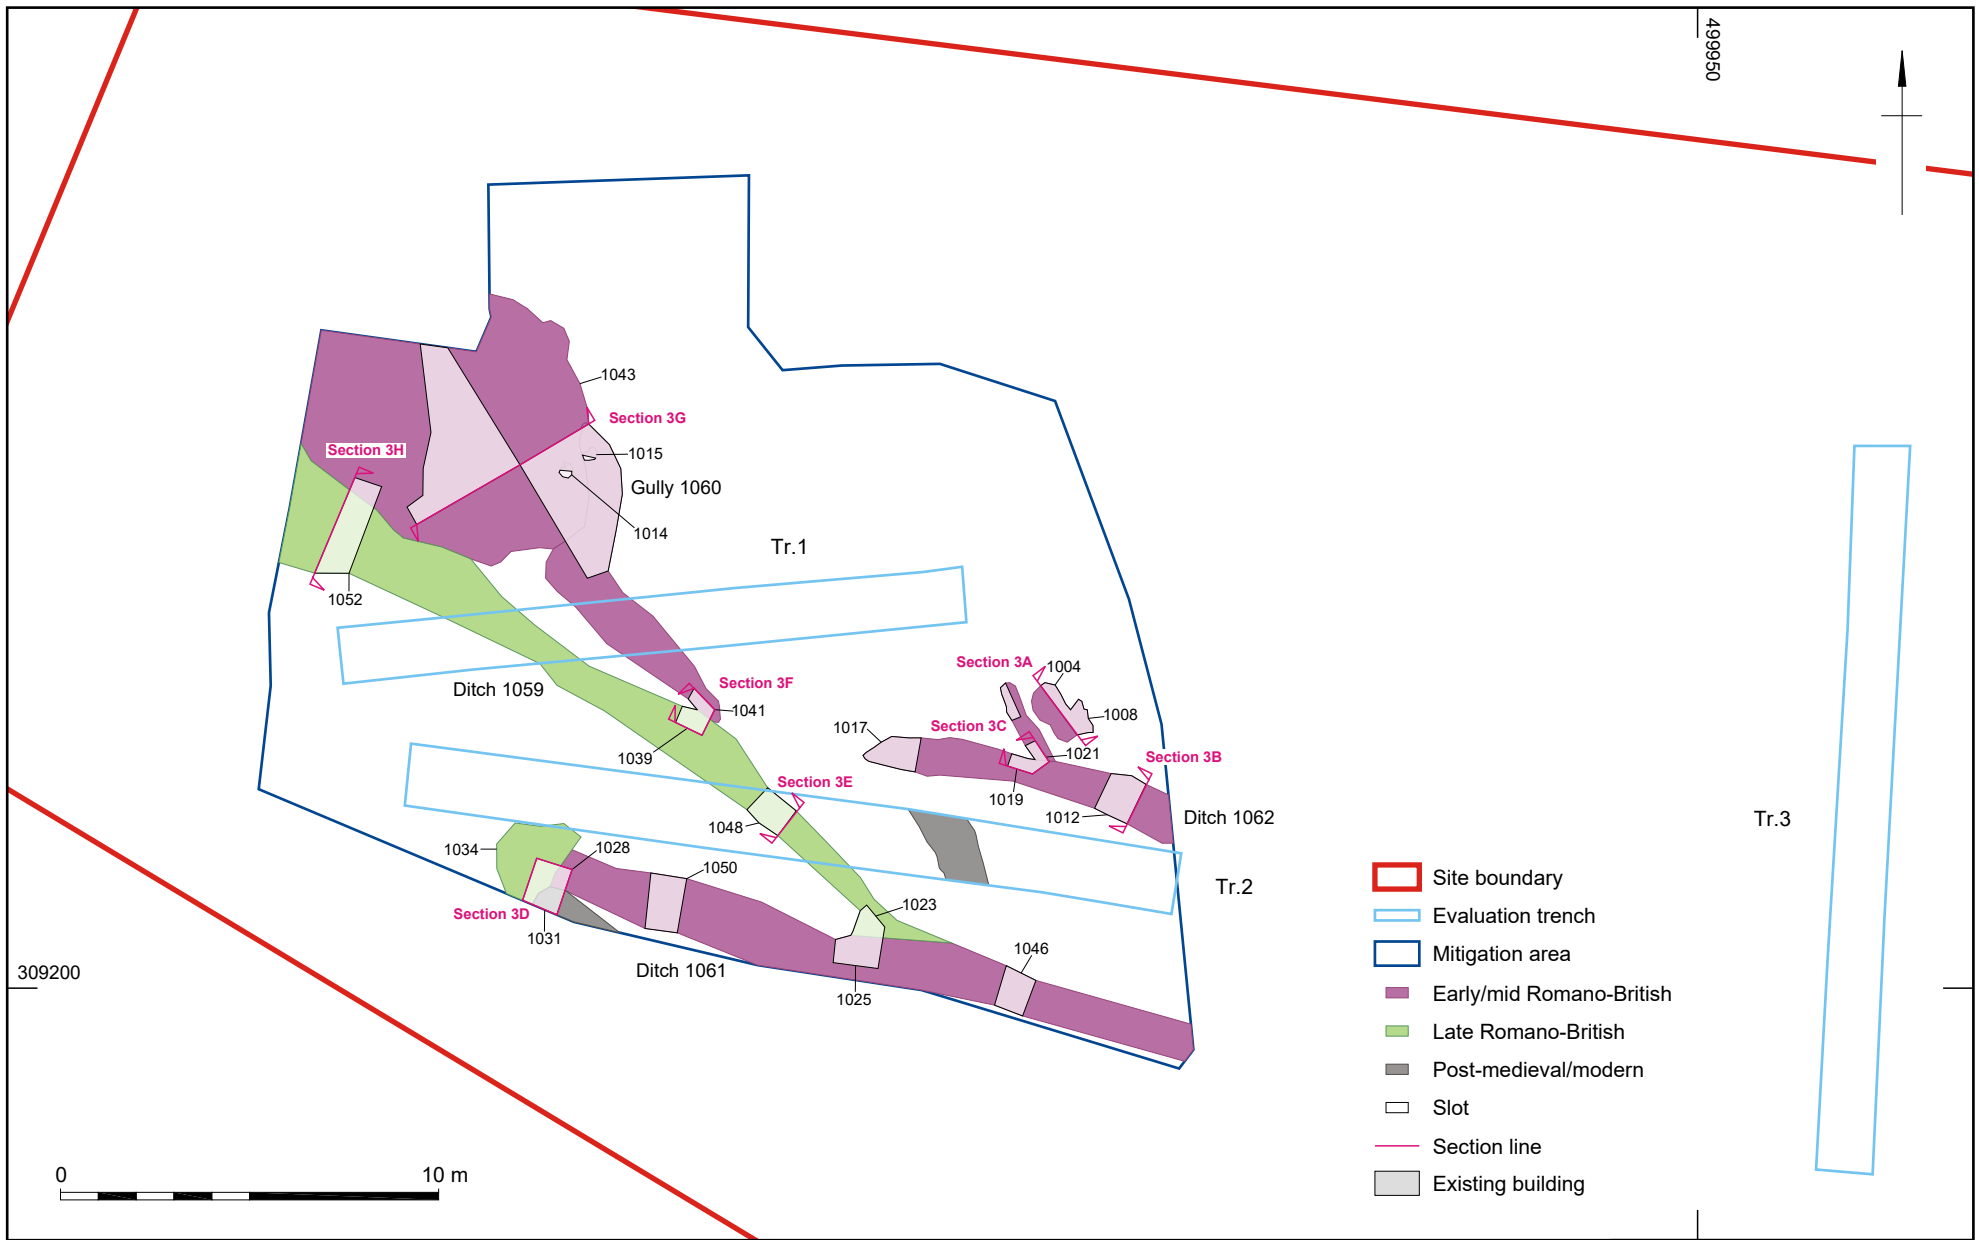 499950
1043
Section 3G
Section 3H
1015
Gully 1060
1014
Tr.1
1052
Section 3A
1004
Ditch 1059
Section 3F
1041
1008
1017
Section 3C
1021
1039
Section 3B
Section 3E
1019
1012
Ditch 1062
1048
Tr.3
1034
1028
1050
Tr.2
Section 3D
1031
1023
1046
Ditch 1061
1025
309200
Site boundary
Evaluation trench
Mitigation area
Early/mid Romano-British
Late Romano-British
Post-medieval/modern
Slot
Section line
Existing building
0
10 m